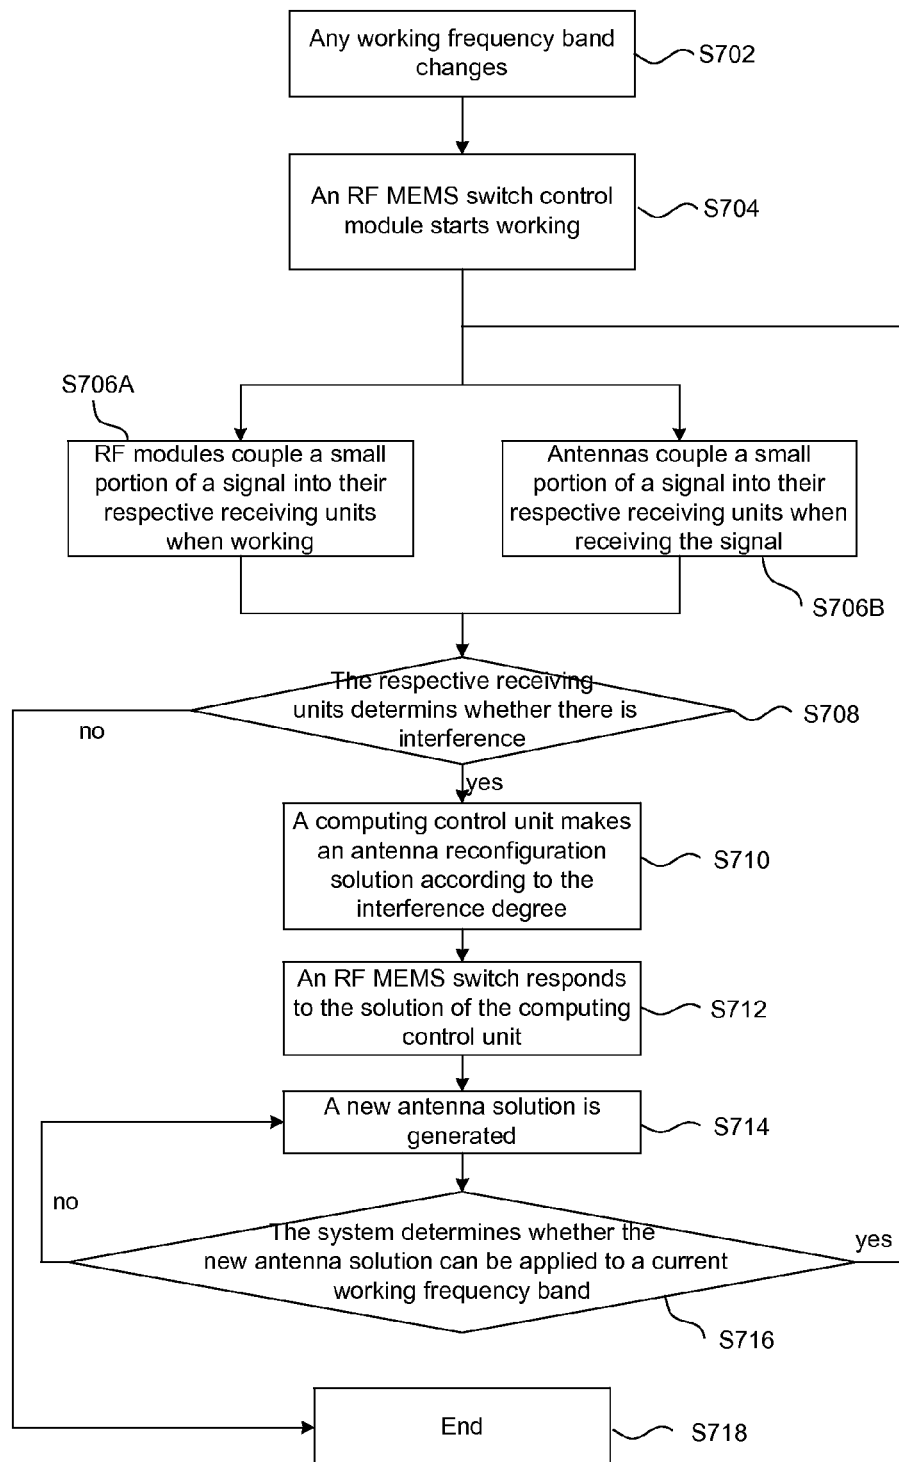 Any working frequency band
changes
S702
An RF MEMS switch control
module starts working
S704
S706A
RF modules couple a small
portion of a signal into their
respective receiving units
when working
Antennas couple a small
portion of a signal into their
respective receiving units when
receiving the signal
S706B
The respective receiving
units determins whether there is
interference
S708
no
yes
A computing control unit makes
an antenna reconfiguration
solution according to the
interference degree
S710
An RF MEMS switch responds
to the solution of the computing
control unit
S712
A new antenna solution is
generated
S714
no
The system determines whether the
new antenna solution can be applied to a current
working frequency band
yes
S716
End
S718